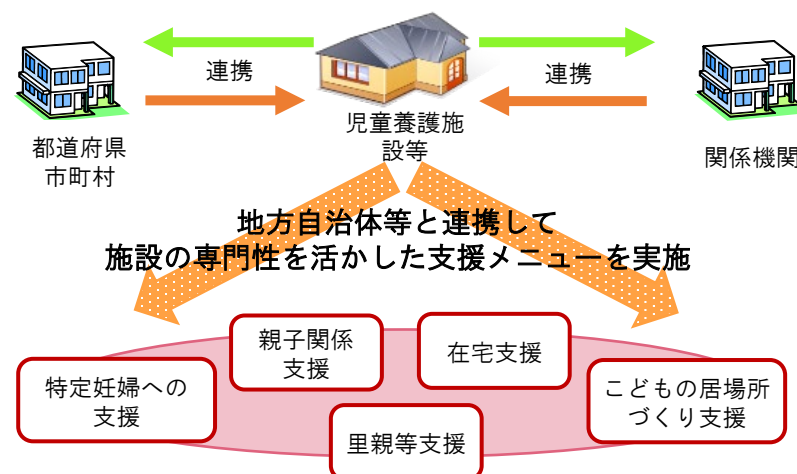 連携
連携
児童養護施
設等
都道府県
市町村
関係機関
地方自治体等と連携して
施設の専門性を活かした支援メニューを実施
親子関係
支援
在宅支援
特定妊婦への
支援
こどもの居場所
づくり支援
里親等支援